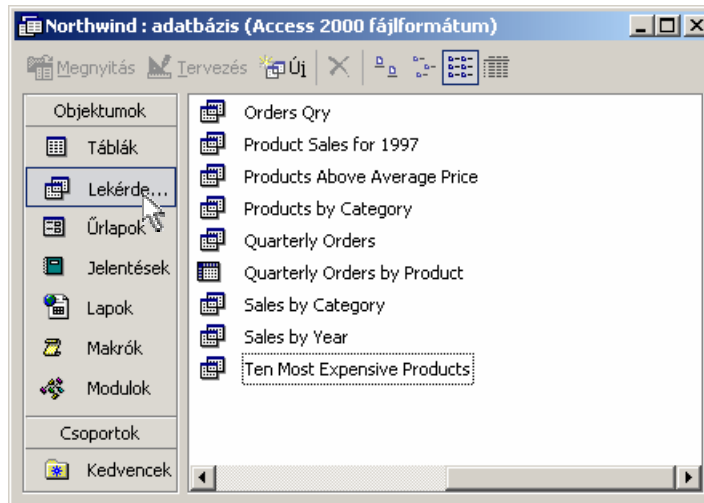 Northwind : adatbázis (Access 2000 fájlformátum)
Megnyitás Tervezés Új
Objektumok
Táblák
Lekérde...
Űrlapok
Jelentések
Lapok
Makrók
Modulok
Csoportok
Kedvencek
Orders Qry
Product Sales for 1997
Products Above Average Price
Products by Category
Quarterly Orders
Quarterly Orders by Product
Sales by Category
Sales by Year
Ten Most Expensive Products